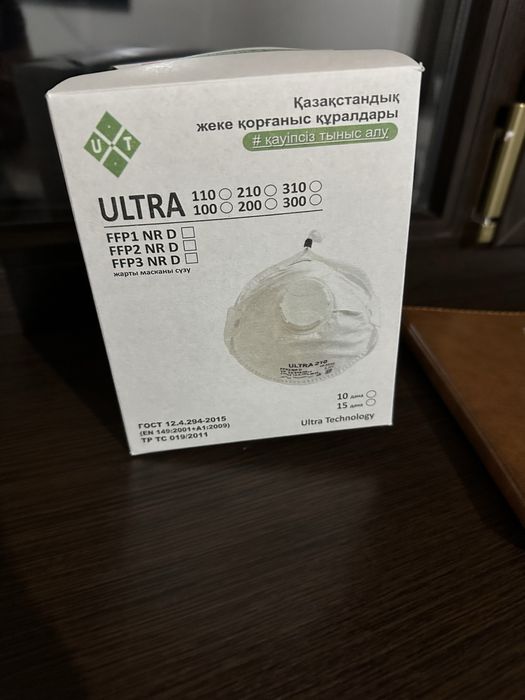 Қазақстандық
жеке қорғаныс құралдары
# қауіпсіз тыныс алу
U T
ULTRA 110 210 310
100 200 300
FFP1 NR D
FFP2 NR D
FFP3 NR D
жарты масканы сүзу
ULTRA 210
10 дана
15 дана
ГОСТ 12.4.294-2015
(EN 149:2001+A1:2009)
ТР ТС 019/2011
Ultra Technology